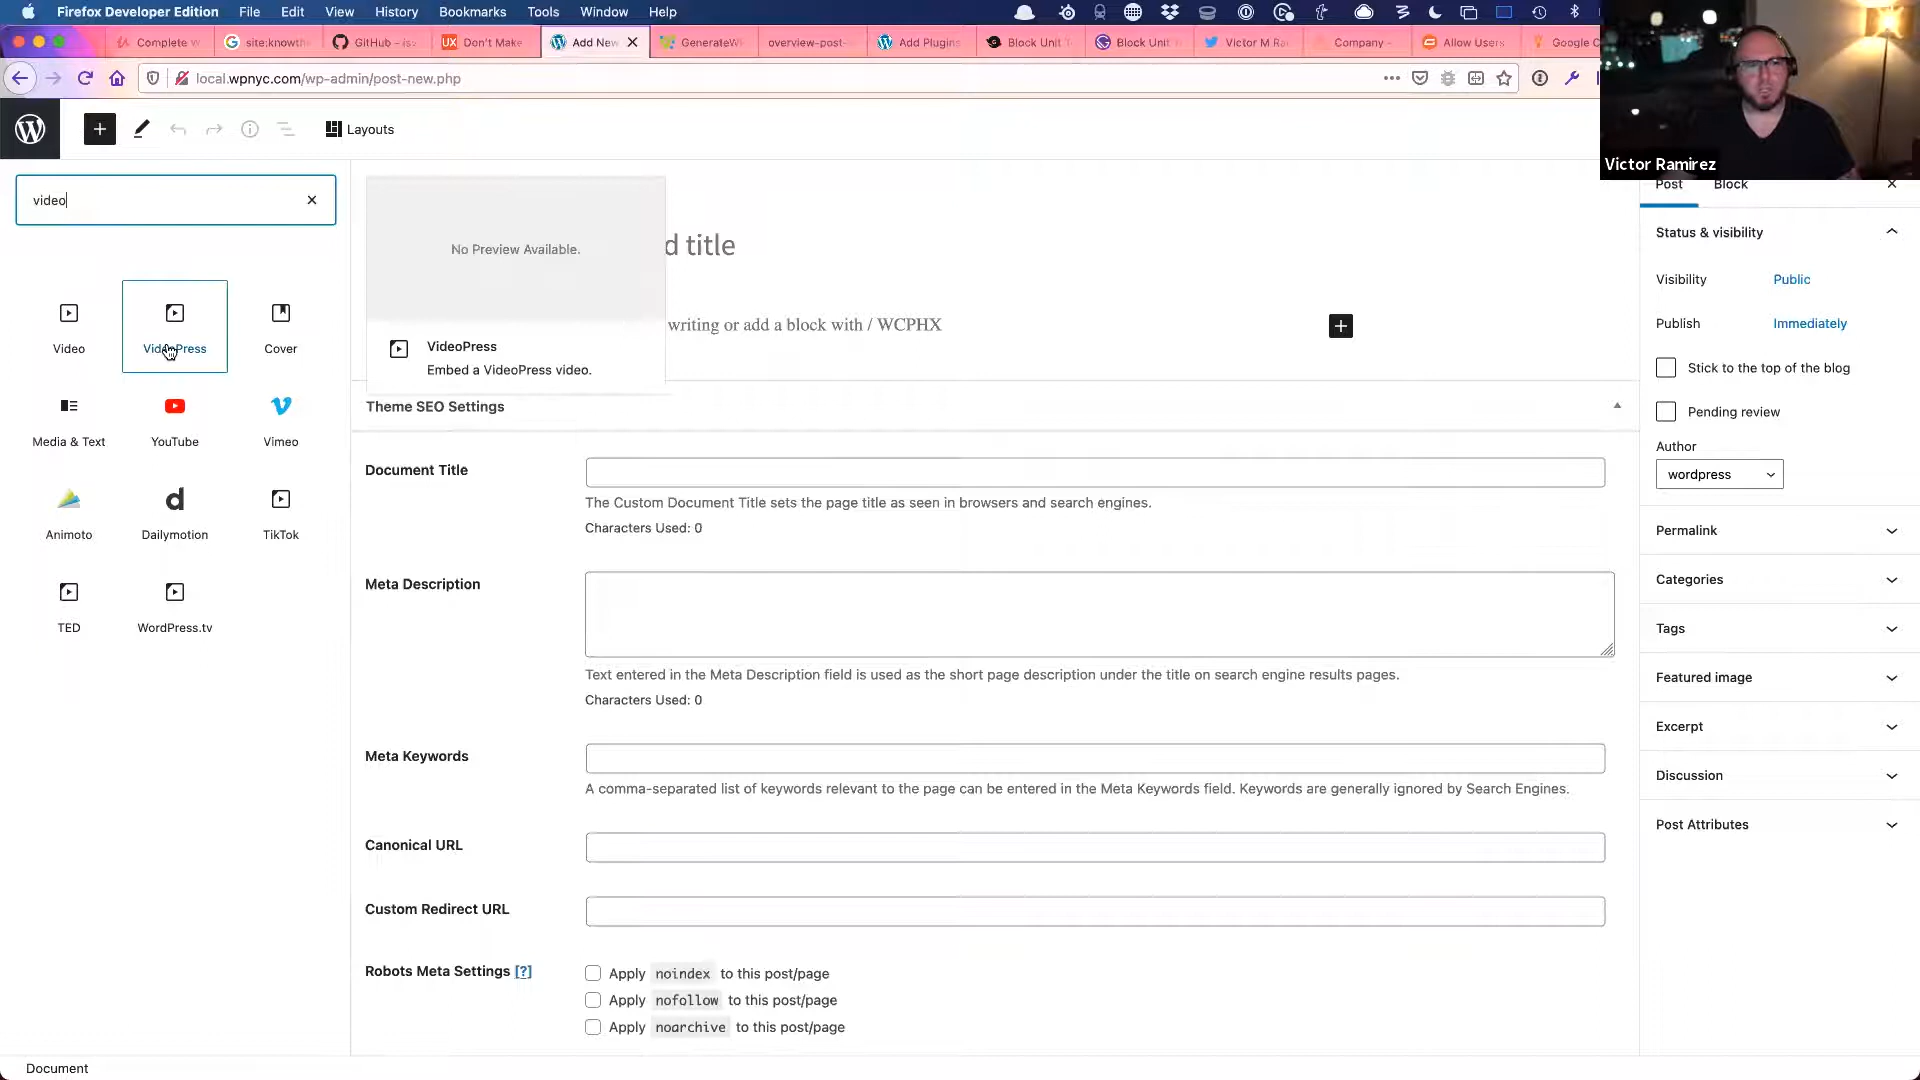 Firefox Developer Edition File Edit View History Bookmarks Tools Window Help
Complete W
site:knowth
GitHub – (sz
UX Don't Make
Add New
GenerateW
overview-post-
Add Plugins
Block Unit T
Block Unit T
Victor M Ra
Company -
Allow Users
Google C
local.wpnyc.com/wp-admin/post-new.php
Victor Ramirez
Layouts
video
No Preview Available.
VideoPress
Embed a VideoPress video.
d title
writing or add a block with / WCPHX
Video
VideoPress
Cover
Media & Text
YouTube
Vimeo
Animoto
Dailymotion
TikTok
TED
WordPress.tv
Theme SEO Settings
Document Title
The Custom Document Title sets the page title as seen in browsers and search engines.
Characters Used: 0
Meta Description
Text entered in the Meta Description field is used as the short page description under the title on search engine results pages.
Characters Used: 0
Meta Keywords
A comma-separated list of keywords relevant to the page can be entered in the Meta Keywords field. Keywords are generally ignored by Search Engines.
Canonical URL
Custom Redirect URL
Robots Meta Settings [?]
Apply noindex to this post/page
Apply nofollow to this post/page
Apply noarchive to this post/page
Post Block
Status & visibility
Visibility Public
Publish Immediately
Stick to the top of the blog
Pending review
Author
wordpress
Permalink
Categories
Tags
Featured image
Excerpt
Discussion
Post Attributes
Document